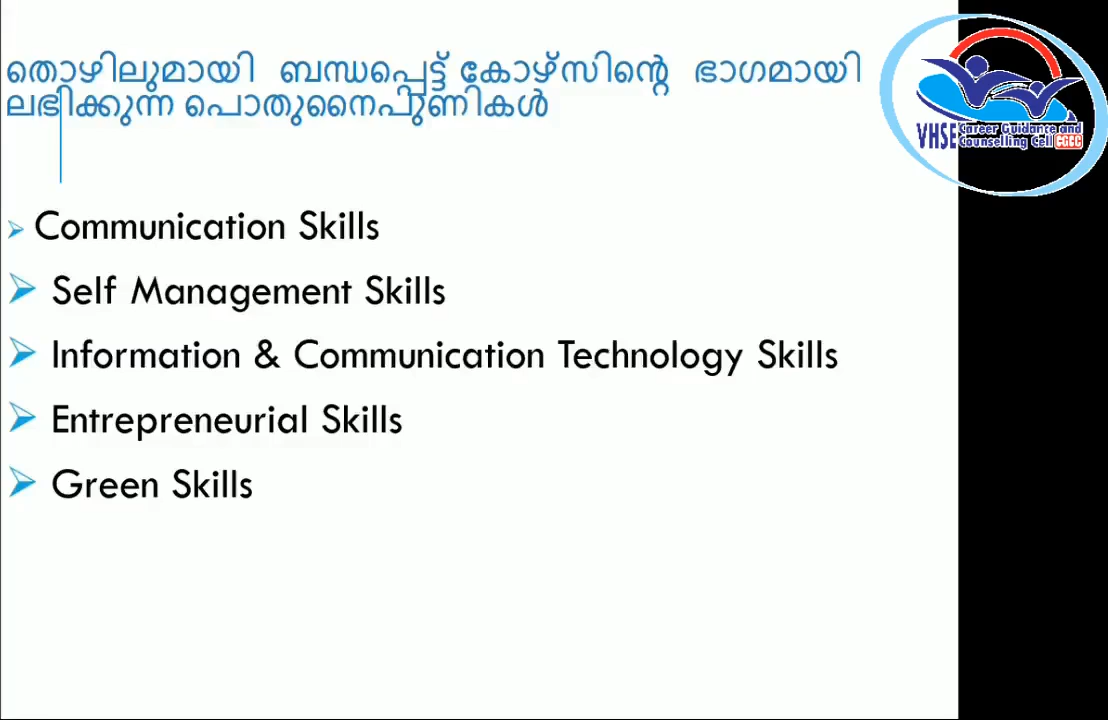 തൊഴിലുമായി ബന്ധപ്പെട്ട് കോഴ്സിന്റെ ഭാഗമായി
ലഭിക്കുന്ന പൊതുനൈപുണികൾ
VHSE Career Guidance and
Counselling Cell CGCC
Communication Skills
Self Management Skills
Information & Communication Technology Skills
Entrepreneurial Skills
Green Skills